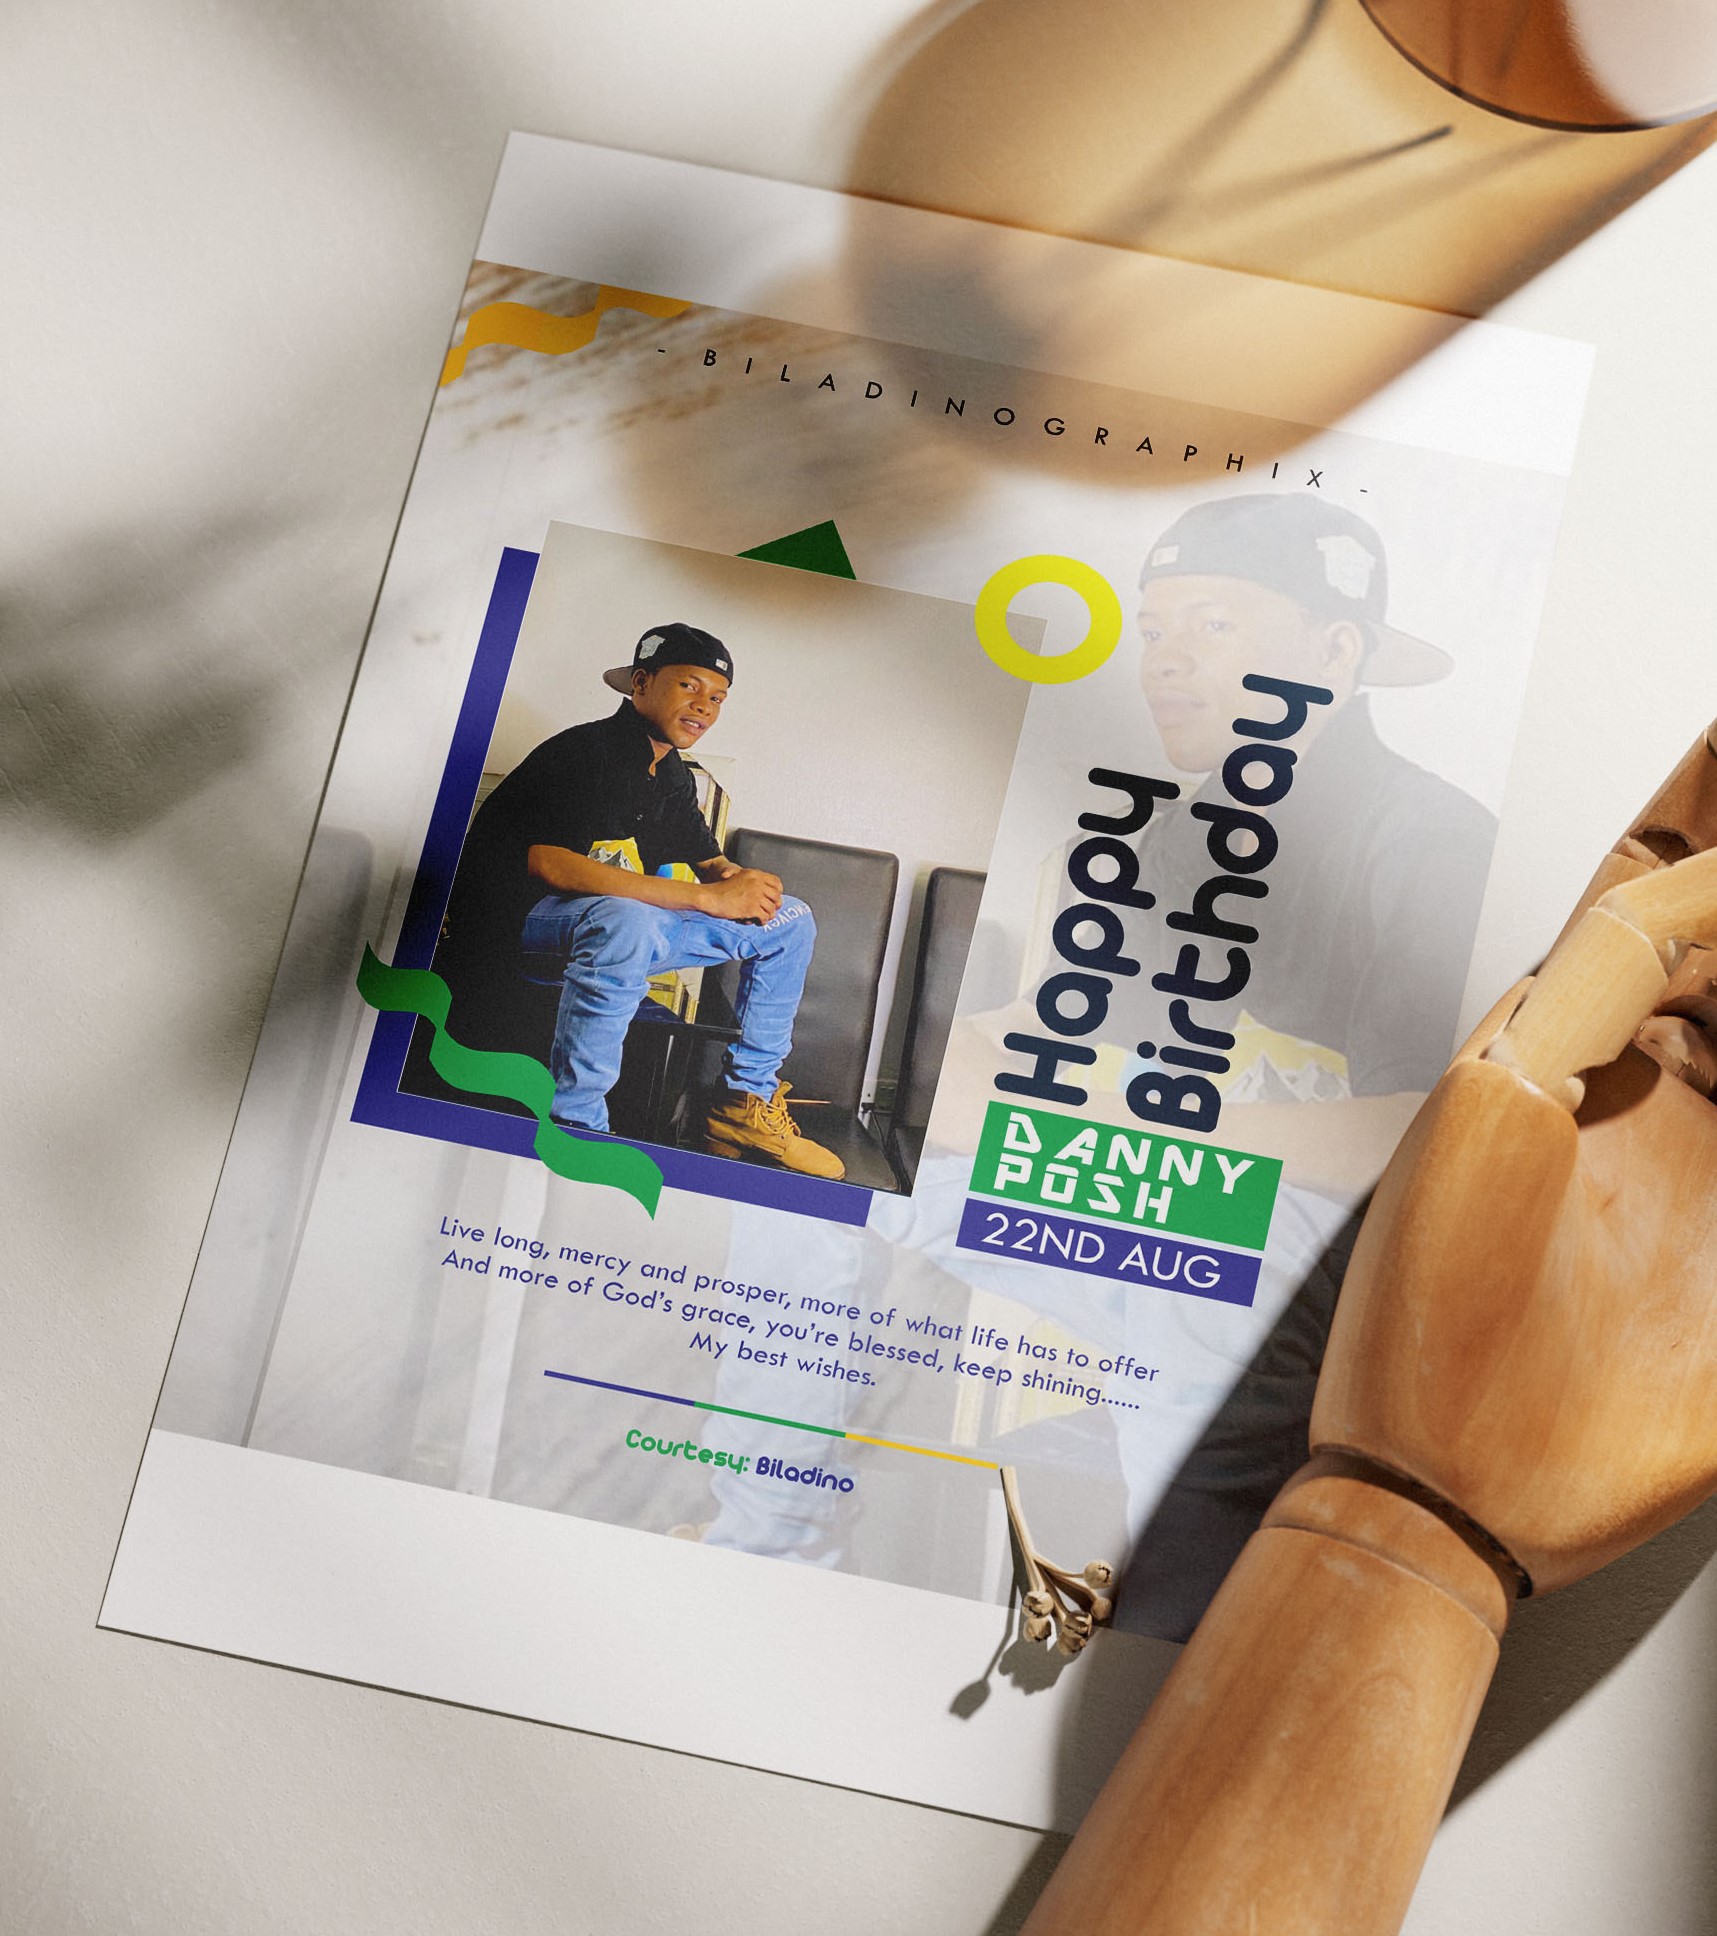 - BILADINOGRAPHIX -
Happy
Birthday
DANNY
POSH
22ND AUG
Live long, mercy and prosper, more of what life has to offer
And more of God's grace, you're blessed, keep shining......
My best wishes.
Courtesy: Biladino